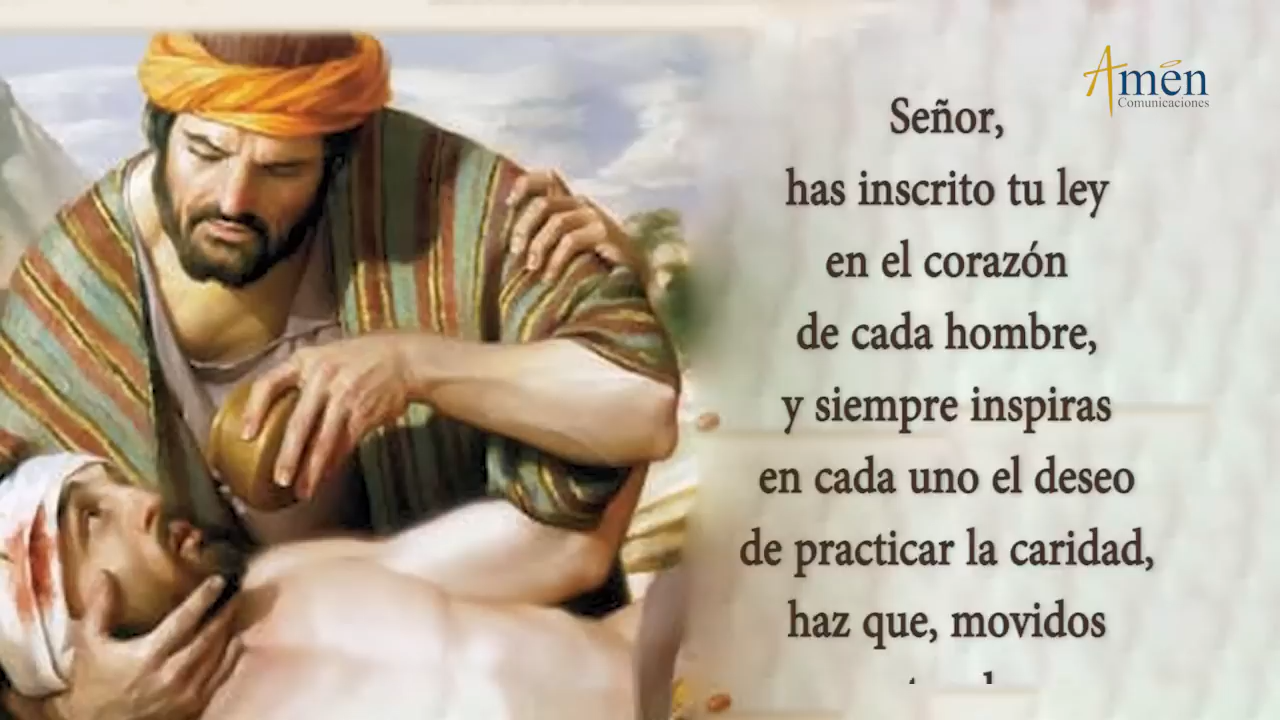 Amén
Comunicaciones
Señor,
has inscrito tu ley
en el corazón
de cada hombre,
y siempre inspiras
en cada uno el deseo
de practicar la caridad,
haz que, movidos